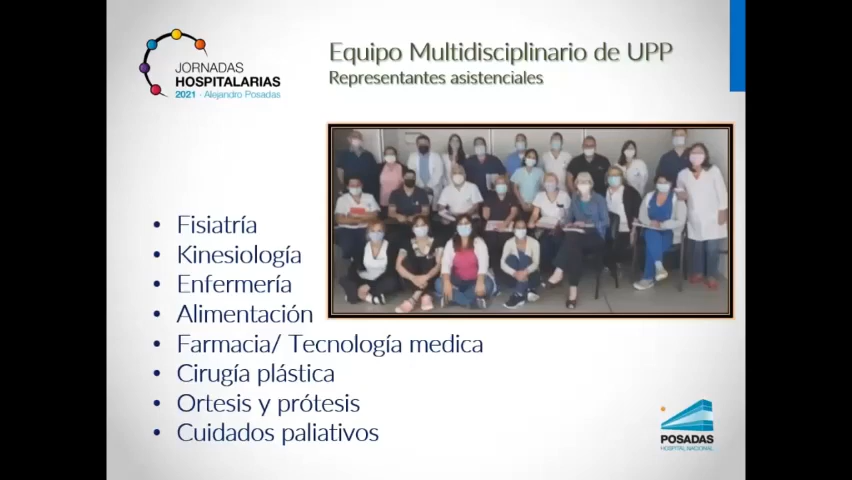 JORNADAS
HOSPITALARIAS
2021 - Alejandro Posadas
Equipo Multidisciplinario de UPP
Representantes asistenciales
• Fisiatría
• Kinesiología
• Enfermería
• Alimentación
• Farmacia/ Tecnología medica
• Cirugía plástica
• Ortesis y prótesis
• Cuidados paliativos
POSADAS
HOSPITAL NACIONAL